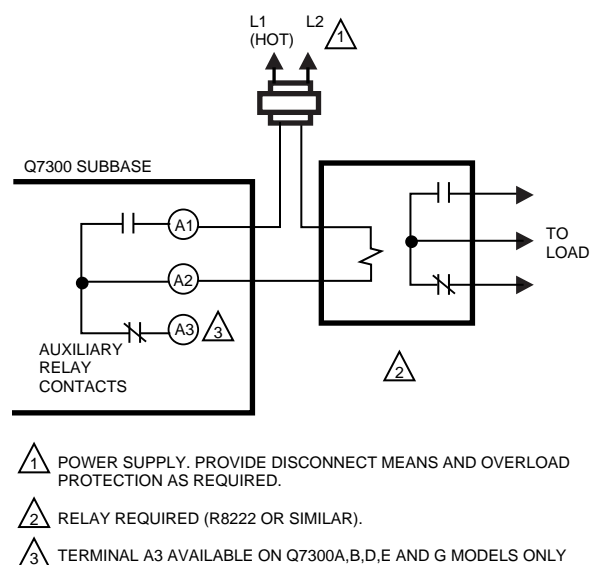 L1 L2
(HOT)
1
Q7300 SUBBASE
A1
A2
A3
3
AUXILIARY
RELAY
CONTACTS
TO
LOAD
2
1 POWER SUPPLY. PROVIDE DISCONNECT MEANS AND OVERLOAD
PROTECTION AS REQUIRED.
2 RELAY REQUIRED (R8222 OR SIMILAR).
3 TERMINAL A3 AVAILABLE ON Q7300A,B,D,E AND G MODELS ONLY